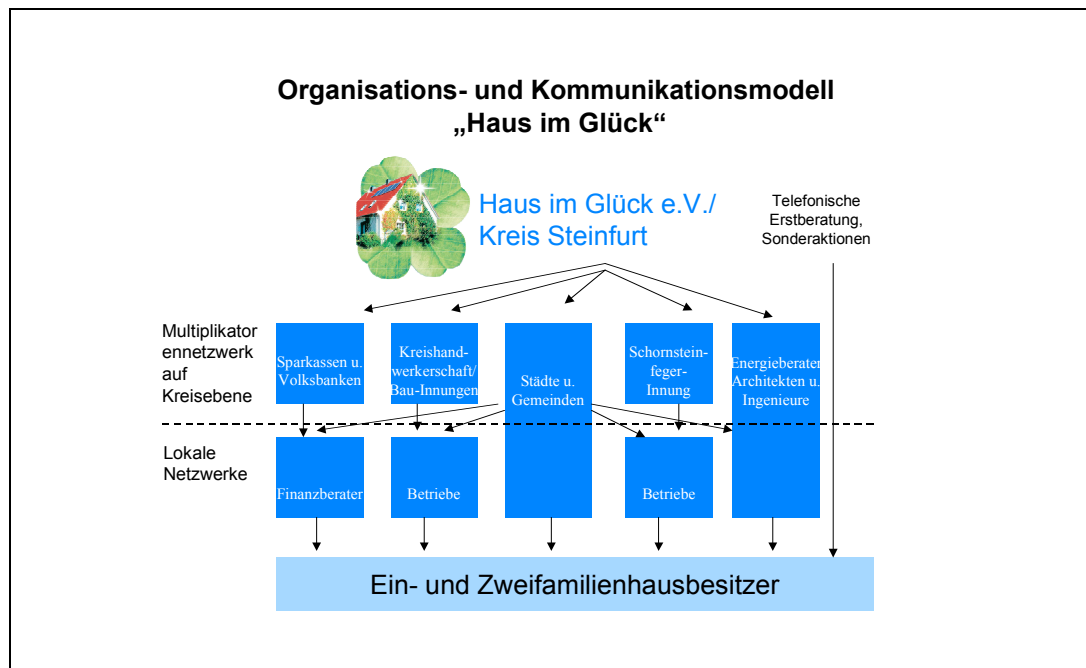 Organisations- und Kommunikationsmodell
„Haus im Glück“
Haus im Glück e.V./
Kreis Steinfurt
Telefonische
Erstberatung,
Sonderaktionen
Multiplikator
ennetzwerk
auf
Kreisebene
Sparkassen u.
Volksbanken
Kreishand-
werkerschaft/
Bau-Innungen
Städte u.
Gemeinden
Schornstein-
feger-
Innung
Energieberater
Architekten u.
Ingenieure
Lokale
Netzwerke
Finanzberater
Betriebe
Betriebe
Ein- und Zweifamilienhausbesitzer